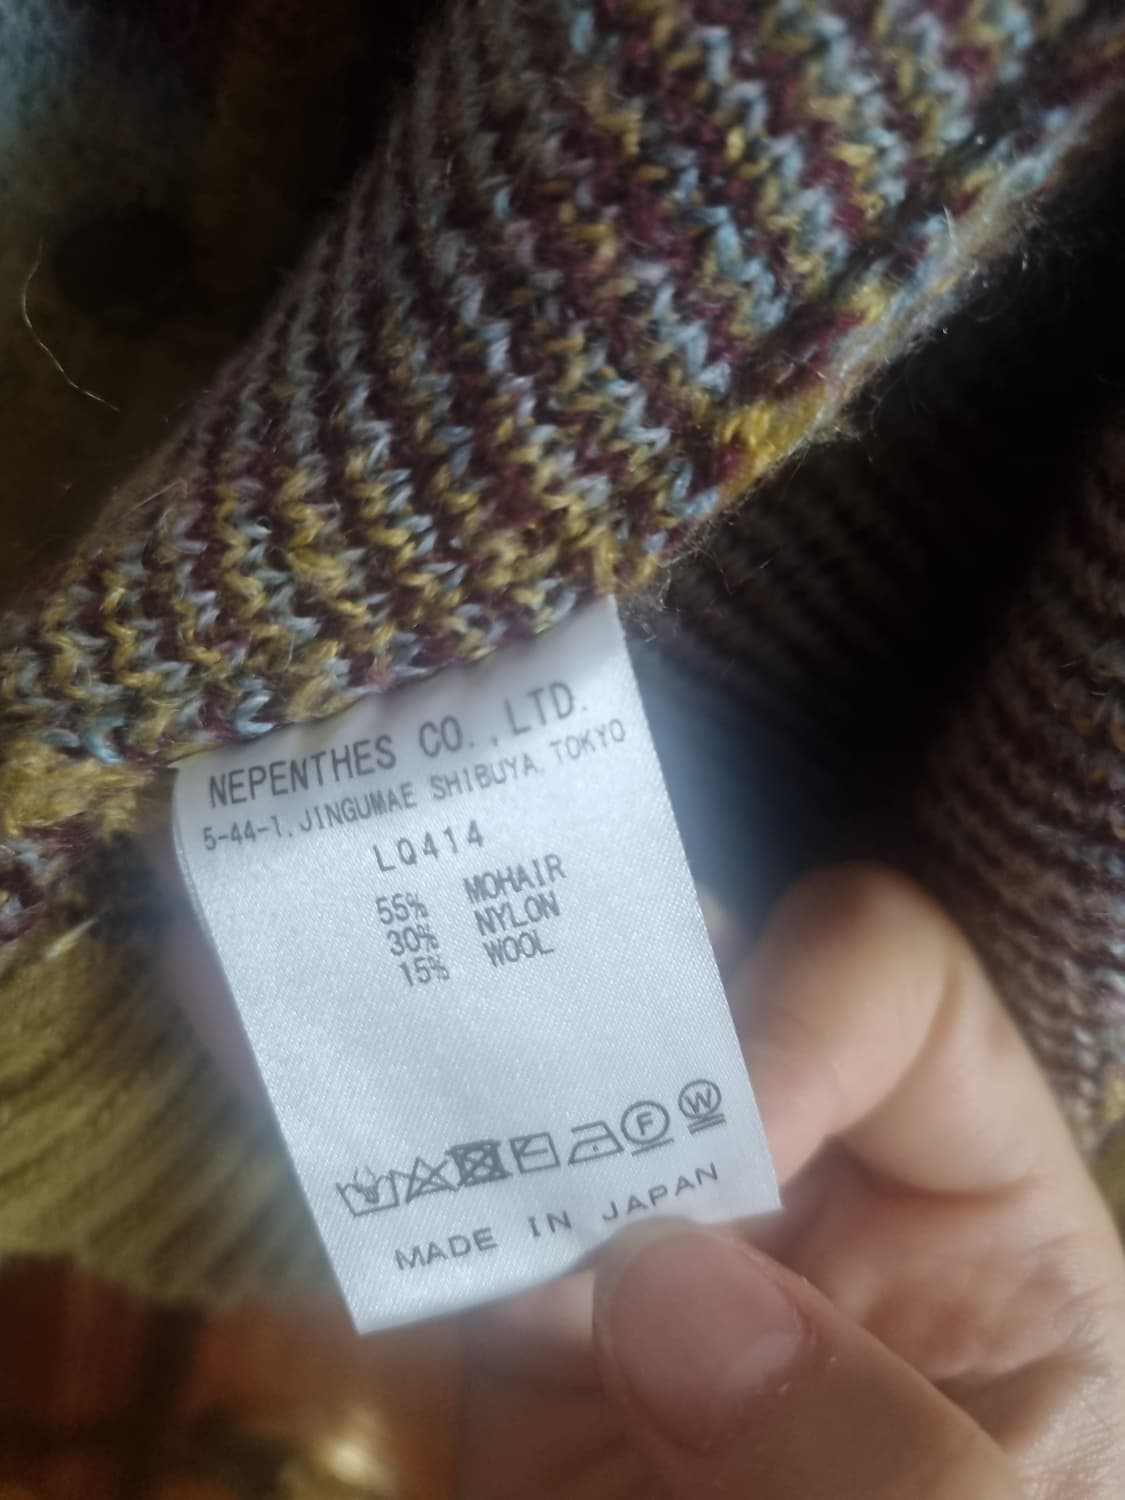 NEPENTHES CO.,LTD.
5-44-1,JINGUMAE SHIBUYA,TOKYO
LQ414
55% MOHAIR
30% NYLON
15% WOOL
F W
MADE IN JAPAN